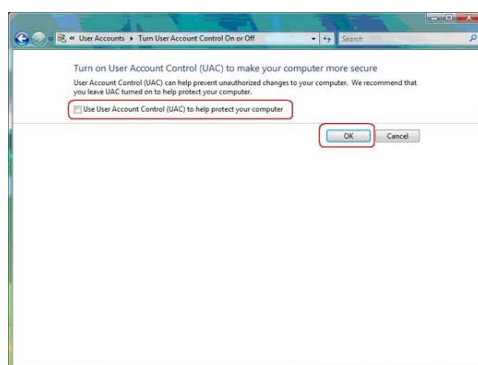 « User Accounts ▸ Turn User Account Control On or Off
Search
Turn on User Account Control (UAC) to make your computer more secure
User Account Control (UAC) can help prevent unauthorized changes to your computer. We recommend that
you leave UAC turned on to help protect your computer.
Use User Account Control (UAC) to help protect your computer
OK Cancel